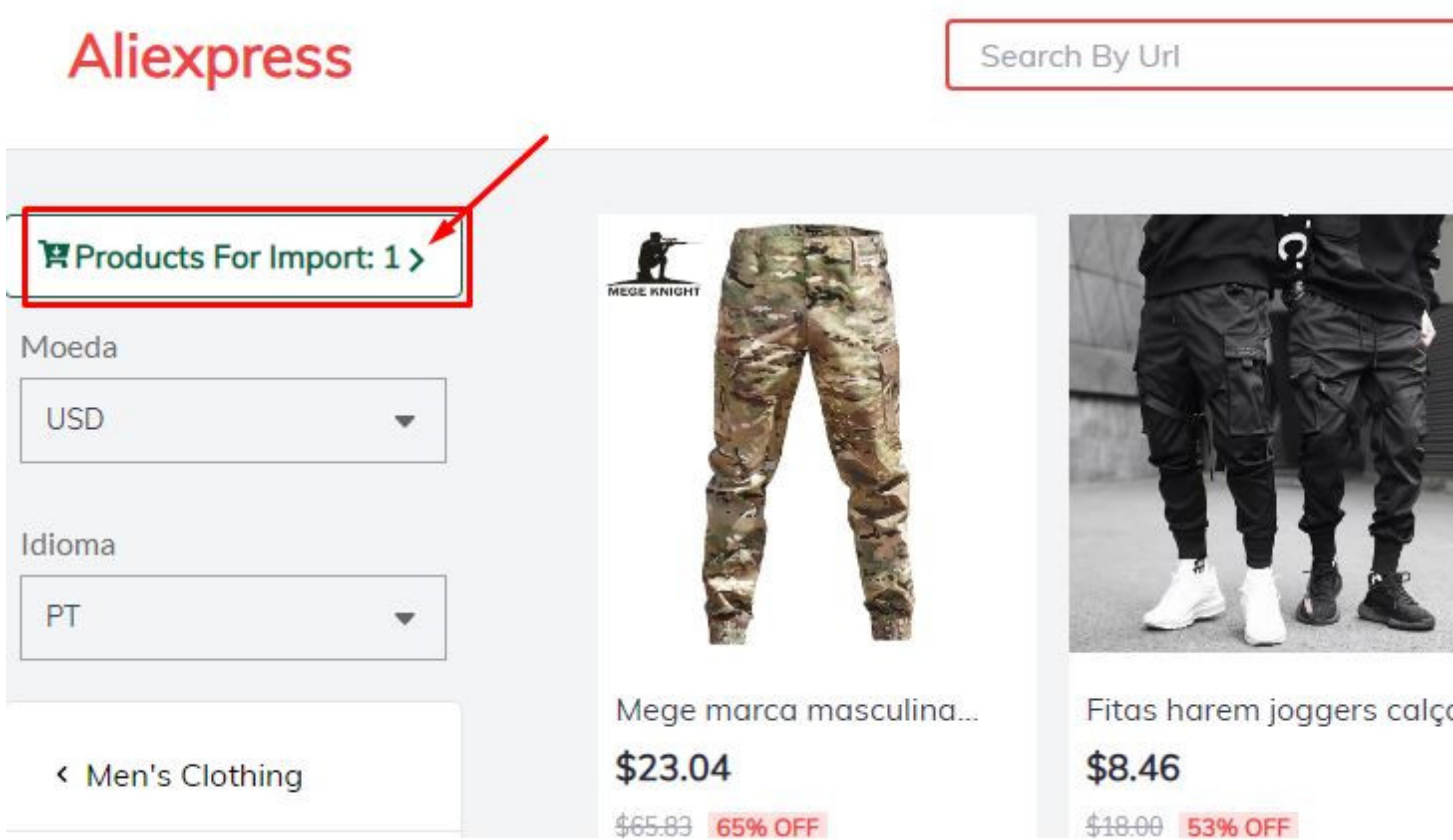 Aliexpress
Search By Url
Products For Import: 1
Moeda
USD
Idioma
PT
< Men's Clothing
MEGE KNIGHT
Mege marca masculina...
$23.04
$65.83 65% OFF
Fitas harem joggers
$8.46
$18.00 53% OFF